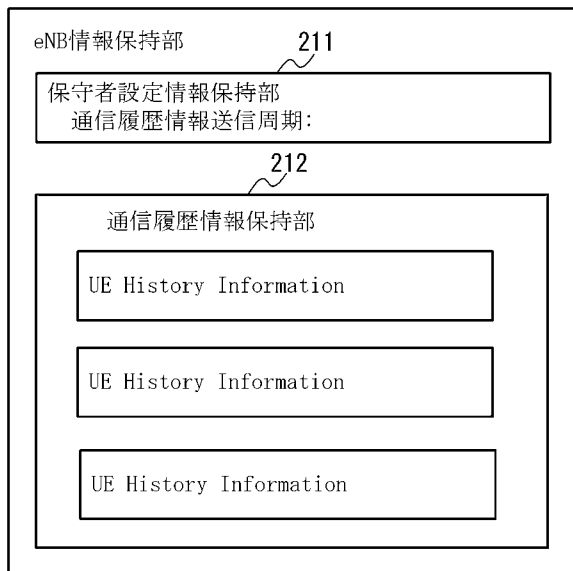 eNB情報保持部
211
保守者設定情報保持部
通信履歴情報送信周期:
212
通信履歴情報保持部
UE History Information
UE History Information
UE History Information